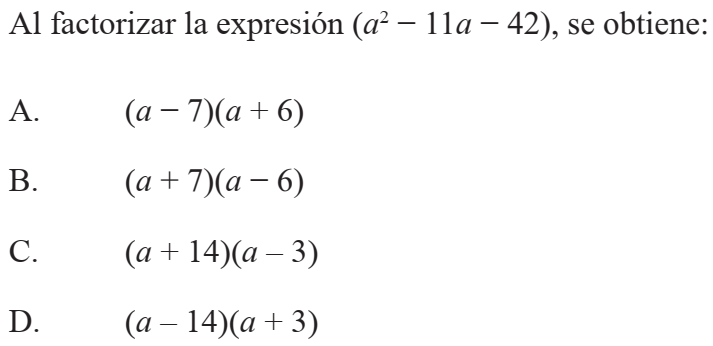 Al factorizar la expresión (a² − 11a − 42), se obtiene:
A. (a − 7)(a + 6)
B. (a + 7)(a − 6)
C. (a + 14)(a – 3)
D. (a – 14)(a + 3)